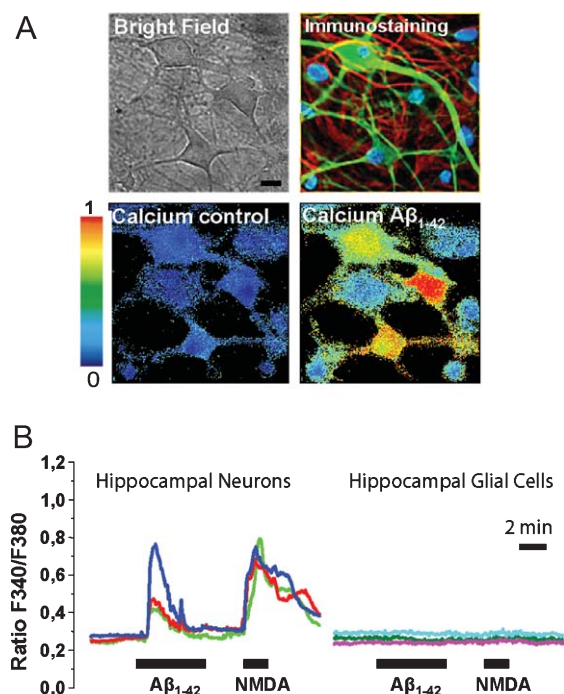 A
Bright Field
Immunostaining
Calcium control
Calcium Aβ1-42
1
0
B
Hippocampal Neurons
Hippocampal Glial Cells
2 min
Ratio F340/F380
1,2
1,0
0,8
0,6
0,4
0,2
0,0
Aβ1-42
NMDA
Aβ1-42
NMDA